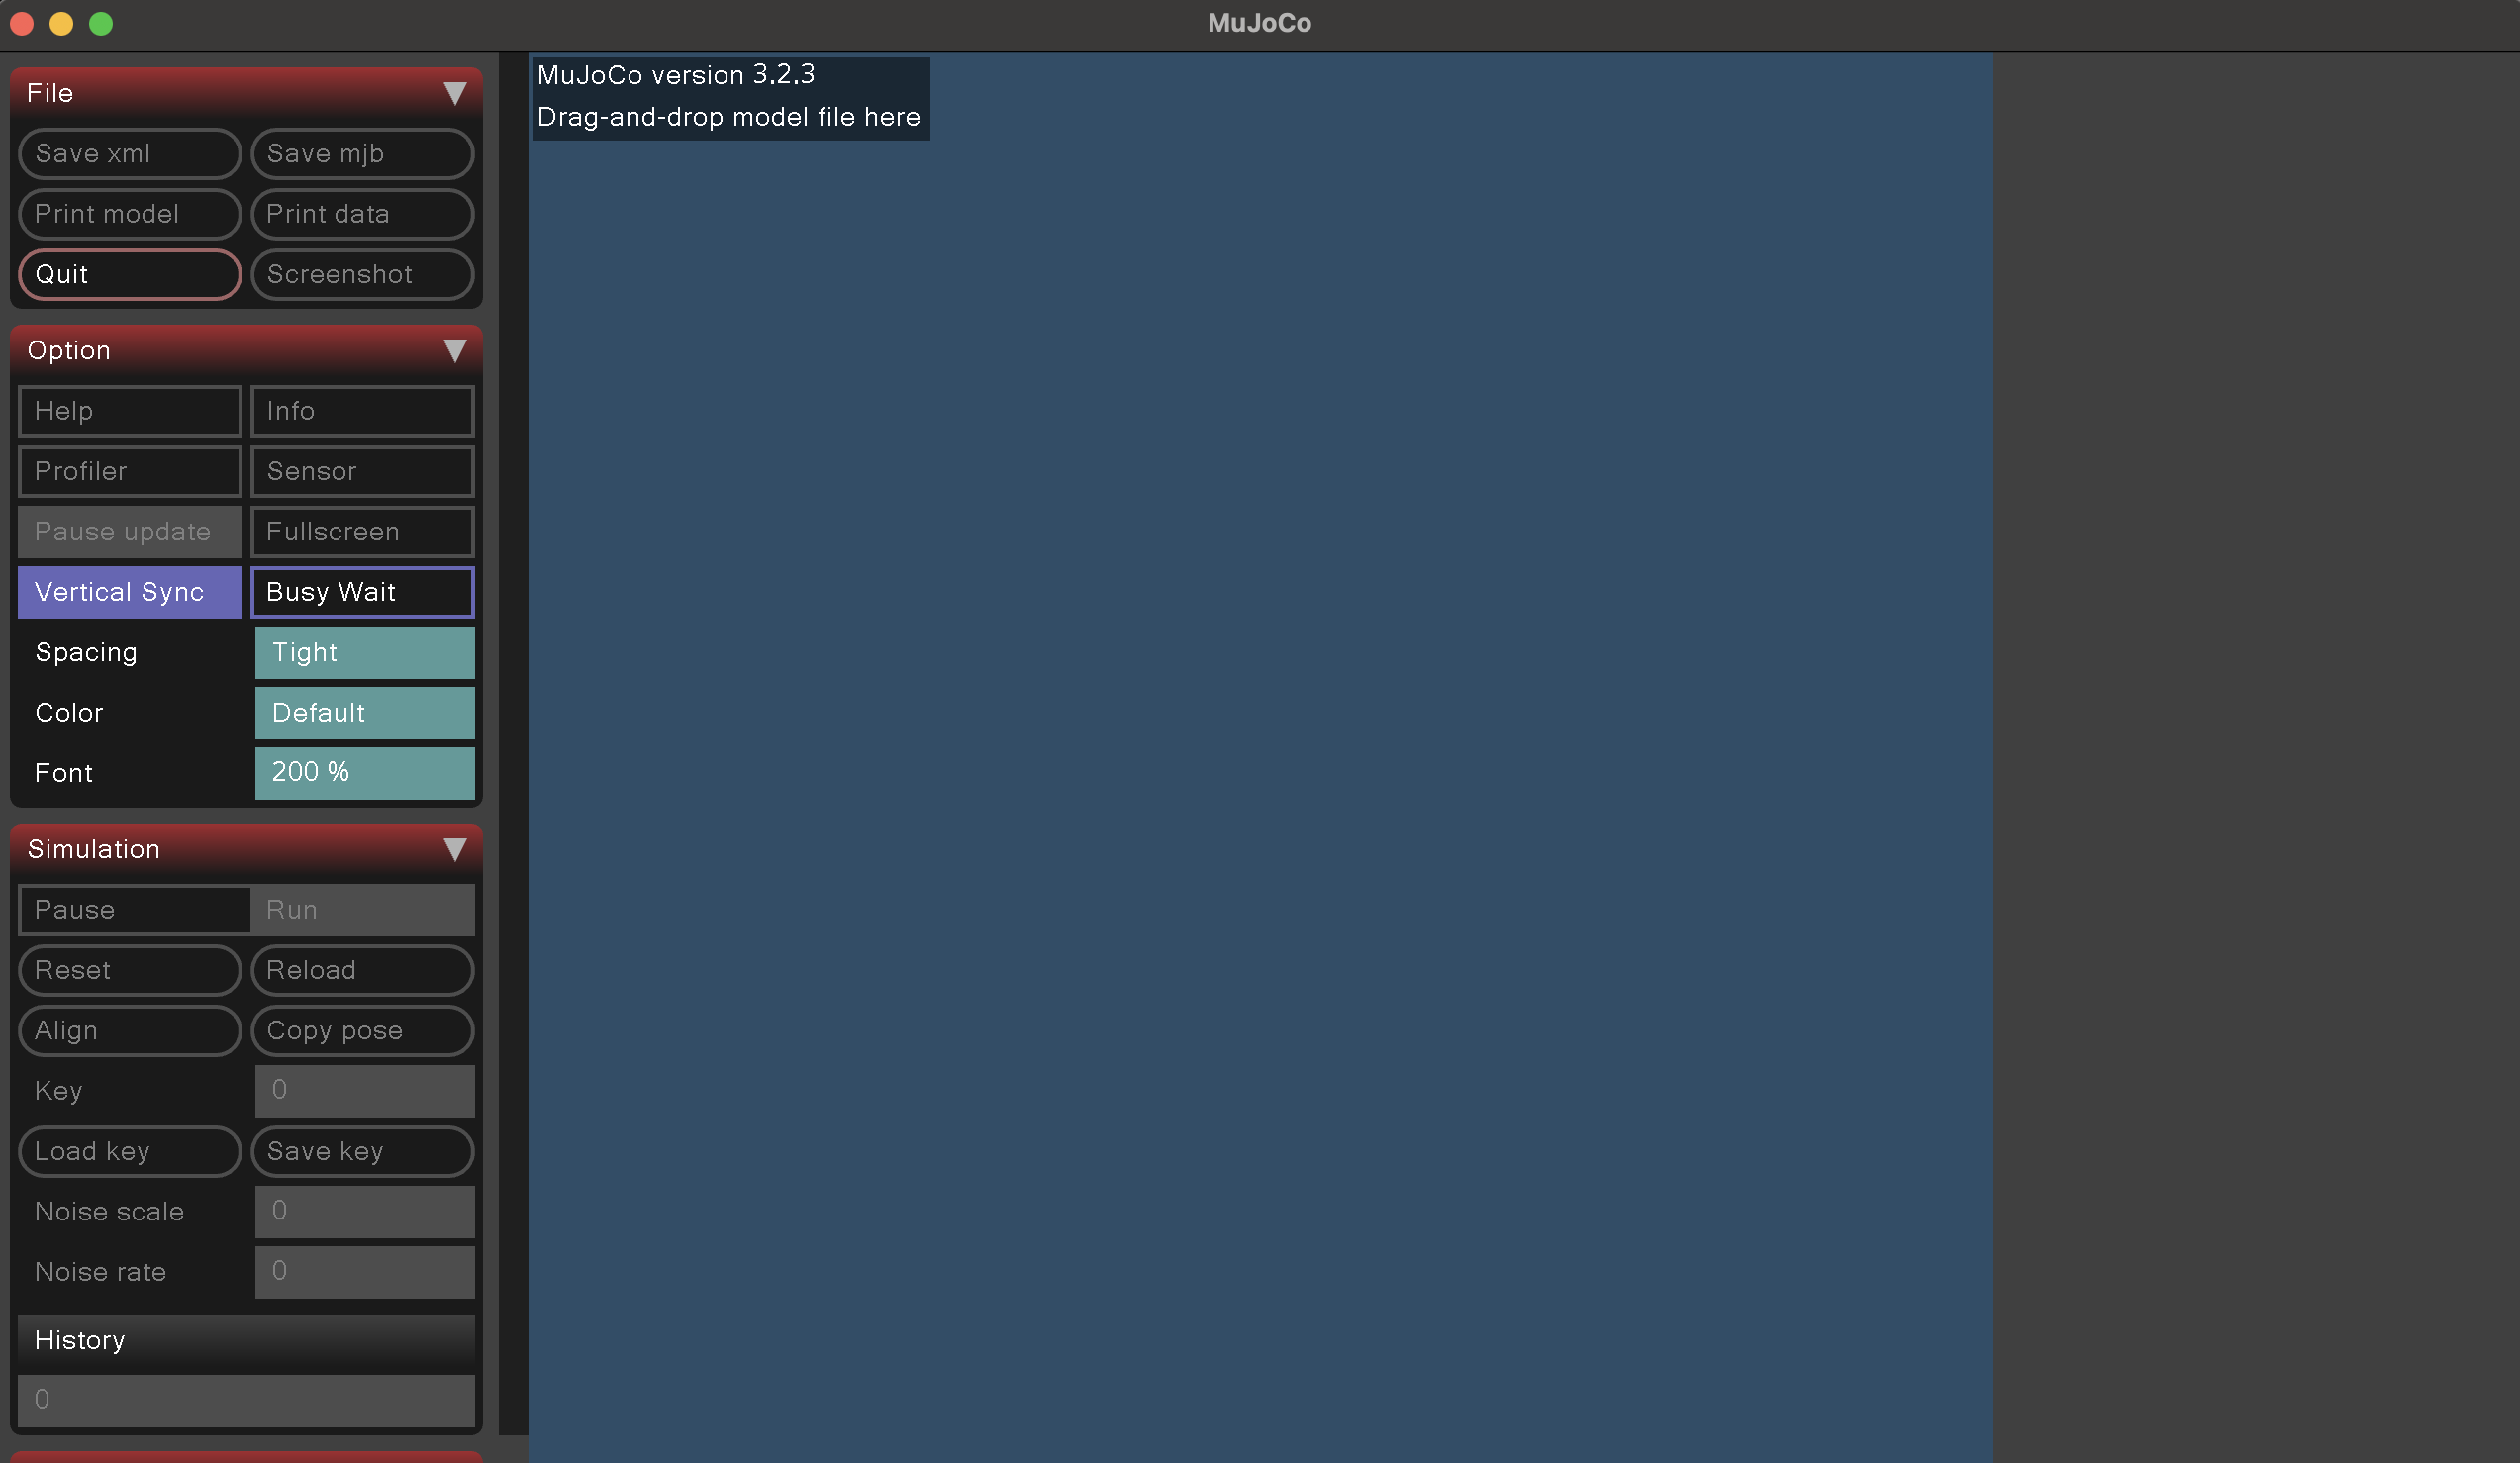 MuJoCo
File
Save xml Save mjb
Print model Print data
Quit Screenshot
Option
Help Info
Profiler Sensor
Pause update Fullscreen
Vertical Sync Busy Wait
Spacing Tight
Color Default
Font 200 %
Simulation
Pause Run
Reset Reload
Align Copy pose
Key 0
Load key Save key
Noise scale 0
Noise rate 0
History
0
MuJoCo version 3.2.3
Drag-and-drop model file here